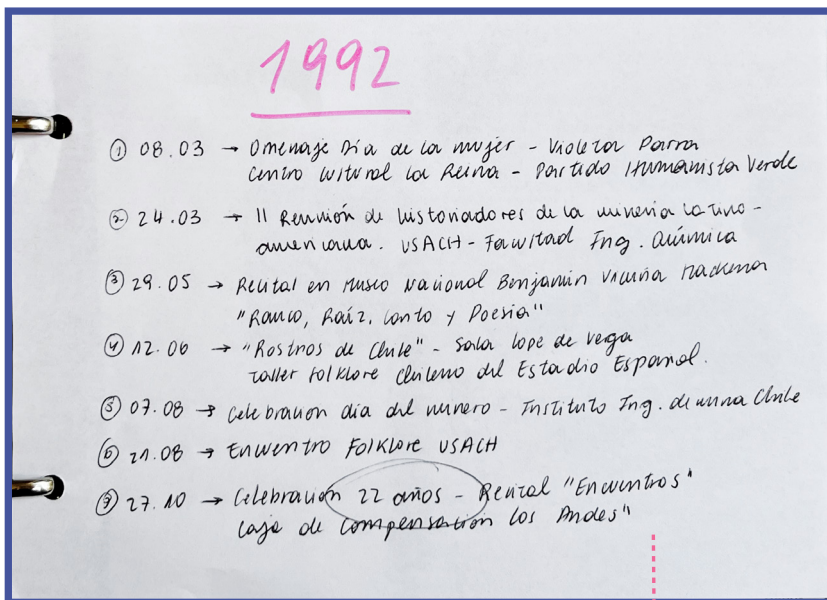 1992
① 08.03 → Omenaje Día de la mujer - Violeta Parra
Centro Cultural La Reina - Partido Humanista Verde
② 24.03 → II Reunión de historiadores de la minería latino-
americana. USACH - Facultad Ing. Química
③ 29.05 → Recital en Museo Nacional Benjamin Vicuña Mackenna
"Rauco, Raíz, Canto y Poesía"
④ 12.06 → "Rostros de Chile" - Sala Lope de Vega
Taller Folklore Chileno del Estadio Español.
⑤ 07.08 → Celebración día del minero - Instituto Ing. de mina Chile
⑥ 21.08 → Encuentro Folklore USACH
⑦ 27.10 → Celebración 22 años - Recital "Encuentros"
Caja de Compensación los Andes"